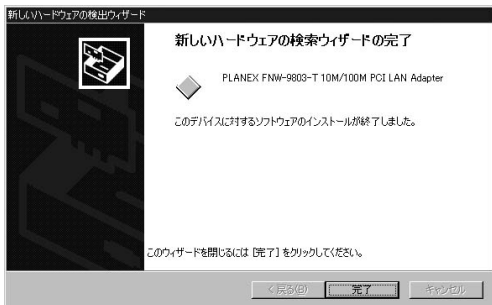 新しいハードウェアの検出ウィザード
新しいハードウェアの検索ウィザードの完了
PLANEX FNW-9803-T 10M/100M PCI LAN Adapter
このデバイスに対するソフトウェアのインストールが終了しました。
このウィザードを閉じるには [完了] をクリックしてください。
< 戻る(B)
完了
キャンセル